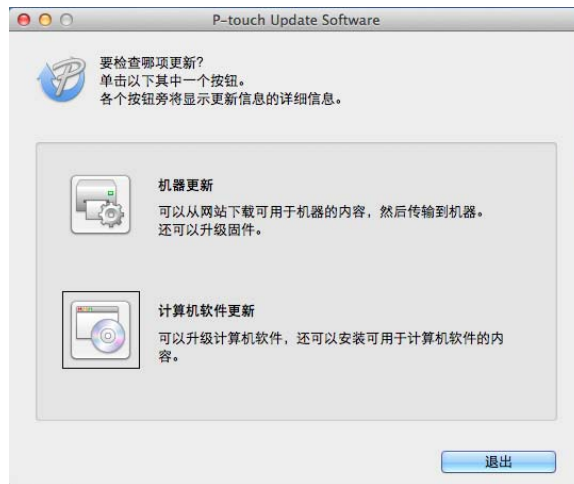 P-touch Update Software
要检查哪项更新?
单击以下其中一个按钮。
各个按钮旁将显示更新信息的详细信息。
机器更新
可以从网站下载可用于机器的内容，然后传输到机器。
还可以升级固件。
计算机软件更新
可以升级计算机软件，还可以安装可用于计算机软件的内
容。
退出